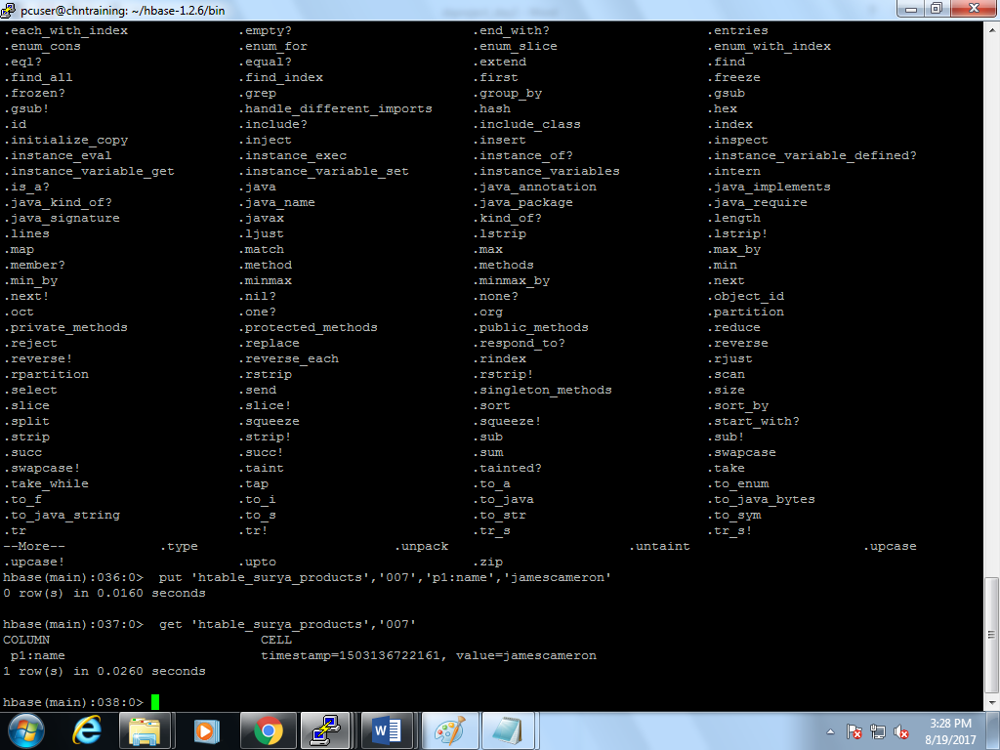 pcuser@chntraining: ~/hbase-1.2.6/bin
.each_with_index .empty? .end_with? .entries
.enum_cons .enum_for .enum_slice .enum_with_index
.eql? .equal? .extend .find
.find_all .find_index .first .freeze
.frozen? .grep .group_by .gsub
.gsub! .handle_different_imports .hash .hex
.id .include? .include_class .index
.initialize_copy .inject .insert .inspect
.instance_eval .instance_exec .instance_of? .instance_variable_defined?
.instance_variable_get .instance_variable_set .instance_variables .intern
.is_a? .java .java_annotation .java_implements
.java_kind_of? .java_name .java_package .java_require
.java_signature .javax .kind_of? .length
.lines .ljust .lstrip .lstrip!
.map .match .max .max_by
.member? .method .methods .min
.min_by .minmax .minmax_by .next
.next! .nil? .none? .object_id
.oct .one? .org .partition
.private_methods .protected_methods .public_methods .reduce
.reject .replace .respond_to? .reverse
.reverse! .reverse_each .rindex .rjust
.rpartition .rstrip .rstrip! .scan
.select .send .singleton_methods .size
.slice .slice! .sort .sort_by
.split .squeeze .squeeze! .start_with?
.strip .strip! .sub .sub!
.succ .succ! .sum .swapcase
.swapcase! .taint .tainted? .take
.take_while .tap .to_a .to_enum
.to_f .to_i .to_java .to_java_bytes
.to_java_string .to_s .to_str .to_sym
.tr .tr! .tr_s .tr_s!
--More-- .type .unpack .untaint .upcase
.upcase! .upto .zip
hbase(main):036:0> put 'htable_surya_products','007','p1:name','jamescameron'
0 row(s) in 0.0160 seconds
hbase(main):037:0> get 'htable_surya_products','007'
COLUMN CELL
p1:name timestamp=1503136722161, value=jamescameron
1 row(s) in 0.0260 seconds
hbase(main):038:0>
3:28 PM
8/19/2017